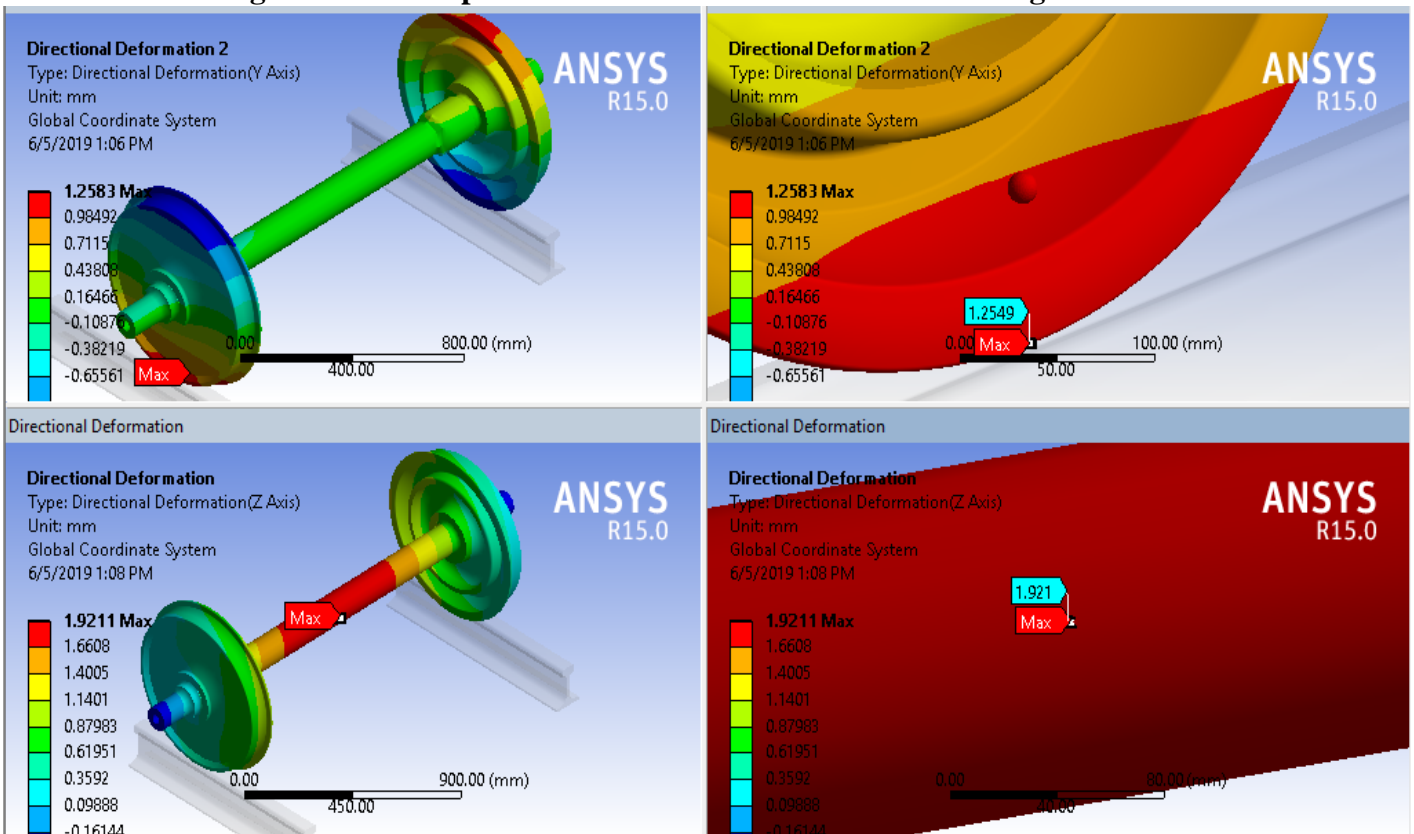 Directional Deformation 2
Type: Directional Deformation(Y Axis)
Unit: mm
Global Coordinate System
6/5/2019 1:06 PM
ANSYS
R15.0
1.2583 Max
0.98492
0.7115
0.43808
0.16466
-0.10876
-0.38219
-0.65561
Max
0.00
800.00 (mm)
400.00
Directional Deformation 2
Type: Directional Deformation(Y Axis)
Unit: mm
Global Coordinate System
6/5/2019 1:06 PM
ANSYS
R15.0
1.2583 Max
0.98492
0.7115
0.43808
0.16466
-0.10876
-0.38219
-0.65561
1.2549
Max
0.00
100.00 (mm)
50.00
Directional Deformation
Directional Deformation
Type: Directional Deformation(Z Axis)
Unit: mm
Global Coordinate System
6/5/2019 1:08 PM
ANSYS
R15.0
1.9211 Max
1.6608
1.4005
1.1401
0.87983
0.61951
0.3592
0.09888
-0.16144
Max
0.00
900.00 (mm)
450.00
Directional Deformation
Directional Deformation
Type: Directional Deformation(Z Axis)
Unit: mm
Global Coordinate System
6/5/2019 1:08 PM
ANSYS
R15.0
1.9211 Max
1.6608
1.4005
1.1401
0.87983
0.61951
0.3592
0.09888
-0.16144
1.921
Max
0.00
80.00 (mm)
40.00